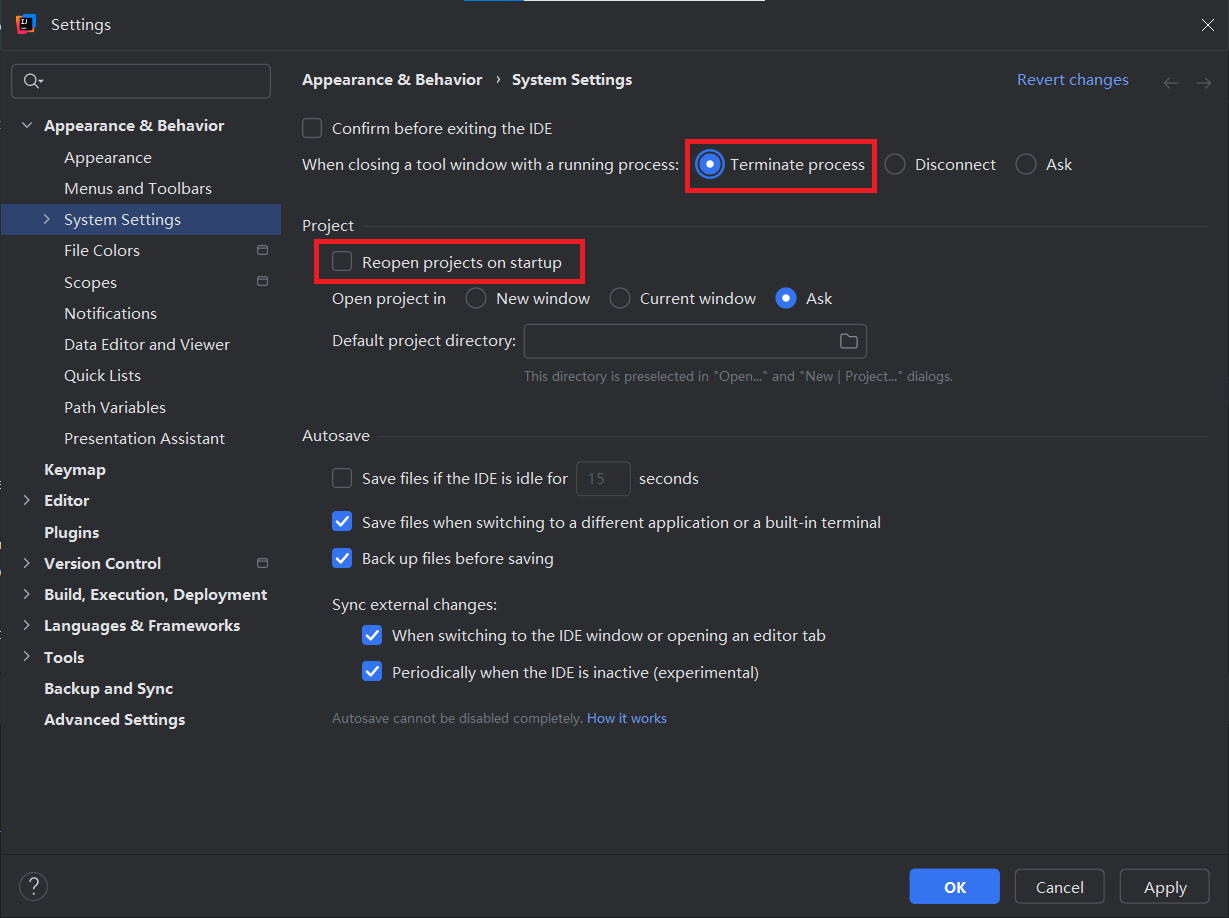 Settings
Appearance & Behavior › System Settings
Revert changes
Appearance & Behavior
Appearance
Menus and Toolbars
System Settings
File Colors
Scopes
Notifications
Data Editor and Viewer
Quick Lists
Path Variables
Presentation Assistant
Keymap
Editor
Plugins
Version Control
Build, Execution, Deployment
Languages & Frameworks
Tools
Backup and Sync
Advanced Settings
Confirm before exiting the IDE
When closing a tool window with a running process: Terminate process Disconnect Ask
Project
Reopen projects on startup
Open project in New window Current window Ask
Default project directory:
This directory is preselected in "Open..." and "New | Project..." dialogs.
Autosave
Save files if the IDE is idle for 15 seconds
Save files when switching to a different application or a built-in terminal
Back up files before saving
Sync external changes:
When switching to the IDE window or opening an editor tab
Periodically when the IDE is inactive (experimental)
Autosave cannot be disabled completely. How it works
?
OK
Cancel
Apply